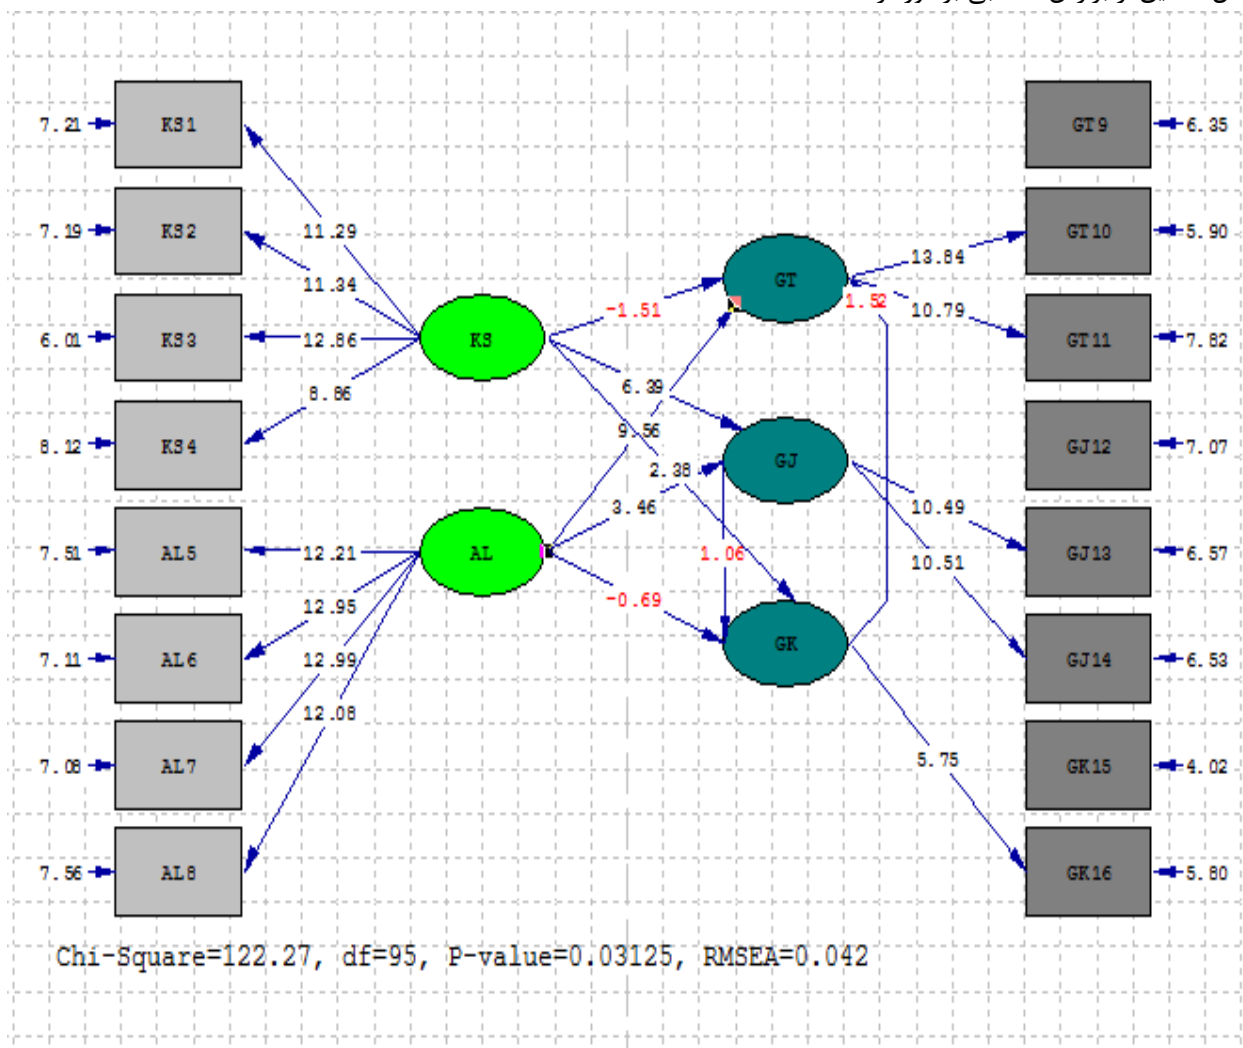 7.21 KS1
7.19 KS2
6.01 KS3
8.12 KS4
7.51 AL5
7.11 AL6
7.08 AL7
7.56 AL8
11.29
11.34
12.86
8.86
12.21
12.95
12.99
12.08
KS
AL
-1.51
6.39
9.56
2.38
3.46
1.06
-0.69
GT
GJ
GK
1.52
13.84
10.79
10.49
10.51
5.75
GT9 6.35
GT10 5.90
GT11 7.82
GJ12 7.07
GJ13 6.57
GJ14 6.53
GK15 4.02
GK16 5.80
Chi-Square=122.27, df=95, P-value=0.03125, RMSEA=0.042